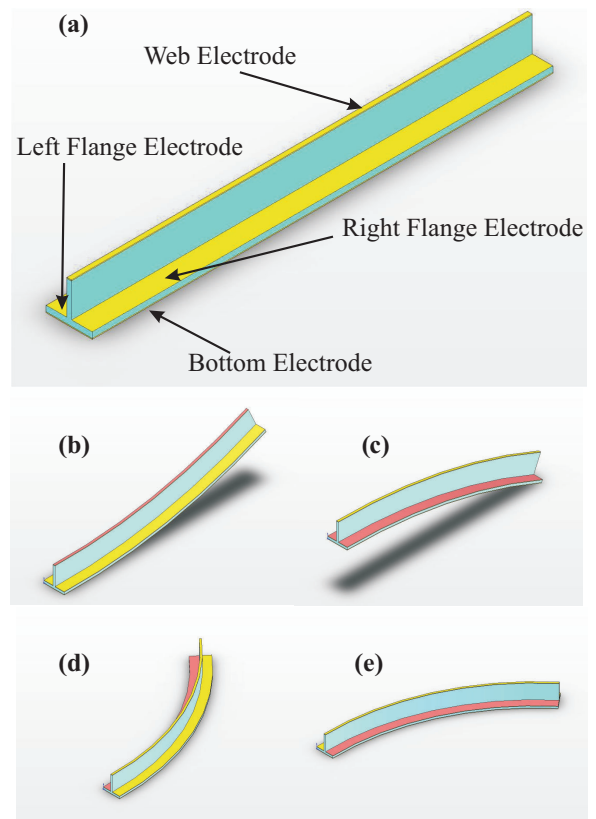 (a)
Web Electrode
Left Flange Electrode
Right Flange Electrode
Bottom Electrode
(b)
(c)
(d)
(e)